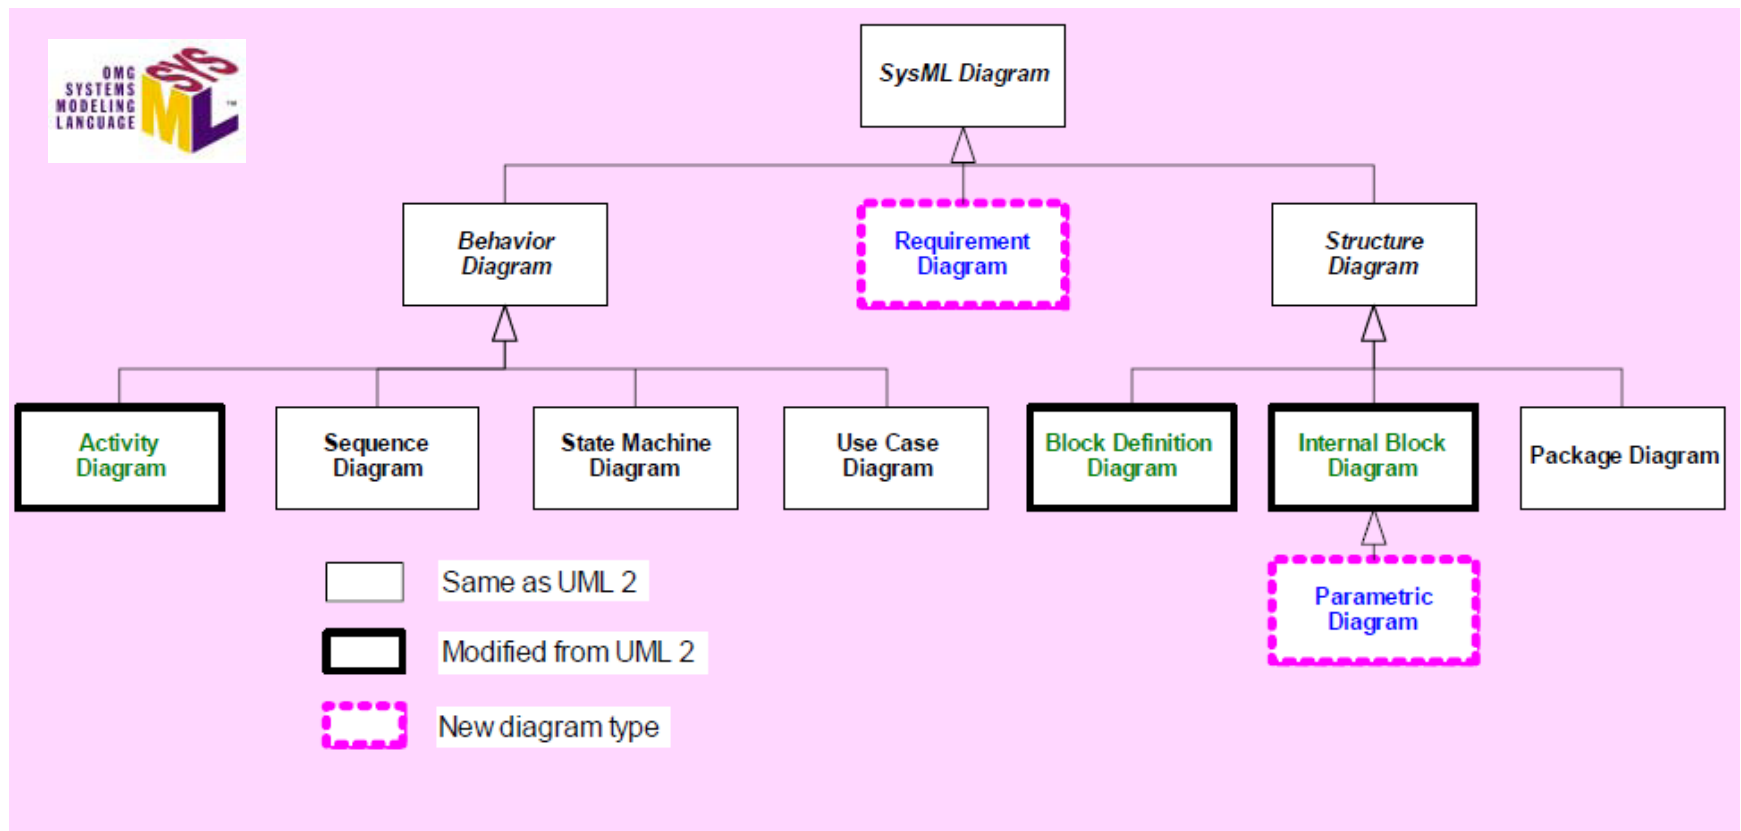 OMG
SYSTEMS
MODELING
LANGUAGE
SYS
ML
™
SysML Diagram
Behavior
Diagram
Requirement
Diagram
Structure
Diagram
Activity
Diagram
Sequence
Diagram
State Machine
Diagram
Use Case
Diagram
Block Definition
Diagram
Internal Block
Diagram
Package Diagram
Parametric
Diagram
Same as UML 2
Modified from UML 2
New diagram type